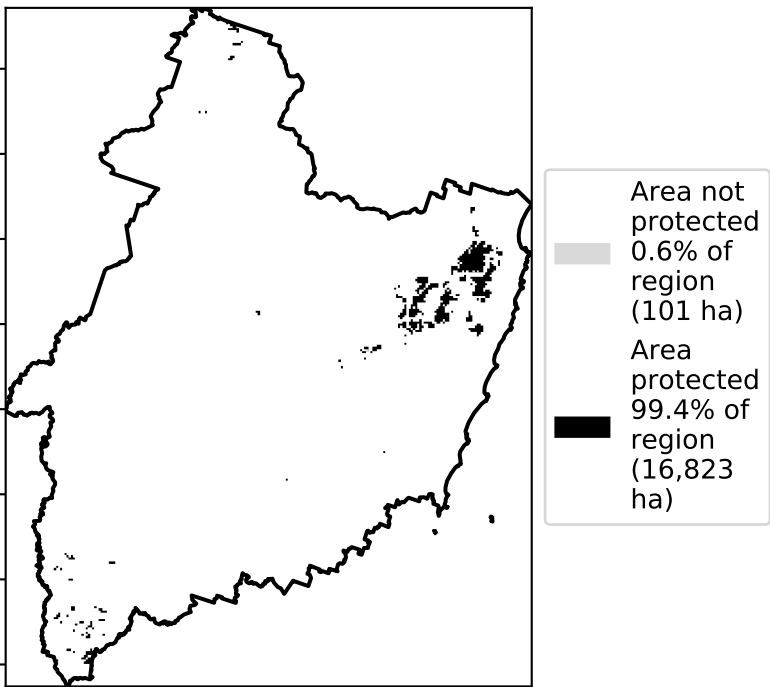 Area not
protected
0.6% of
region
(101 ha)
Area
protected
99.4% of
region
(16,823
ha)